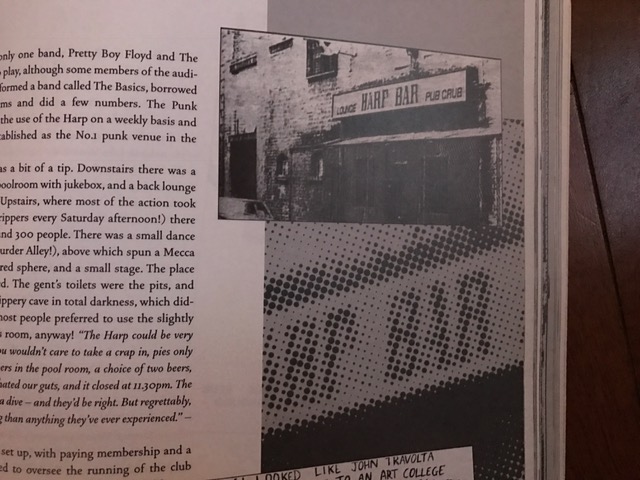 only one band, Pretty Boy Floyd and The
play, although some members of the audi-
formed a band called The Basics, borrowed
ms and did a few numbers. The Punk
the use of the Harp on a weekly basis and
tablished as the No.1 punk venue in the
as a bit of a tip. Downstairs there was a
poolroom with jukebox, and a back lounge
Upstairs, where most of the action took
rippers every Saturday afternoon!) there
nd 300 people. There was a small dance
urder Alley!), above which spun a Mecca
red sphere, and a small stage. The place
d. The gent's toilets were the pits, and
ippery cave in total darkness, which did-
most people preferred to use the slightly
s room, anyway! "The Harp could be very
ou wouldn't care to take a crap in, pies only
ers in the pool room, a choice of two beers,
hated our guts, and it closed at 11.30pm. The
a dive – and they'd be right. But regrettably,
g than anything they've ever experienced." –
set up, with paying membership and a
ed to oversee the running of the club
LOUNGE HARP BAR PUB GRUB
BAR
LOOKED LIKE JOHN TRAVOLTA
TO AN ART COLLEGE